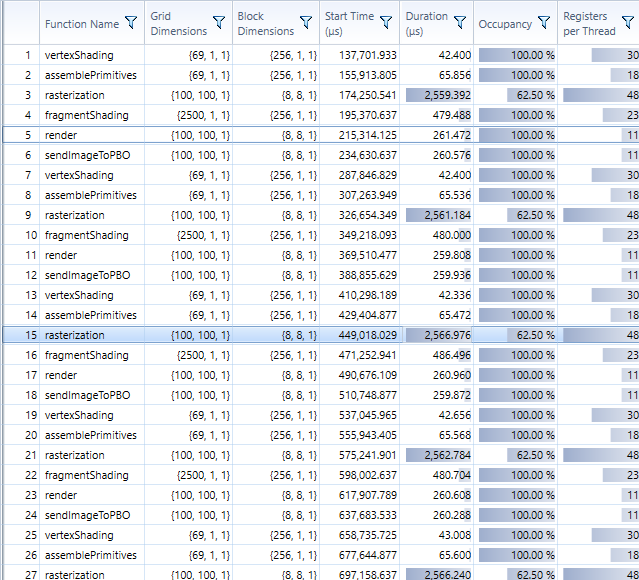 Function Name Grid Dimensions Block Dimensions Start Time (µs) Duration (µs) Occupancy Registers per Thread
1 vertexShading {69, 1, 1} {256, 1, 1} 137,701.933 42.400 100.00 % 30
2 assemblePrimitives {69, 1, 1} {256, 1, 1} 155,913.805 65.856 100.00 % 18
3 rasterization {100, 100, 1} {8, 8, 1} 174,250.541 2,559.392 62.50 % 48
4 fragmentShading {2500, 1, 1} {256, 1, 1} 195,370.637 479.488 100.00 % 23
5 render {100, 100, 1} {8, 8, 1} 215,314.125 261.472 100.00 % 11
6 sendImageToPBO {100, 100, 1} {8, 8, 1} 234,630.637 260.576 100.00 % 11
7 vertexShading {69, 1, 1} {256, 1, 1} 287,846.829 42.400 100.00 % 30
8 assemblePrimitives {69, 1, 1} {256, 1, 1} 307,263.949 65.536 100.00 % 18
9 rasterization {100, 100, 1} {8, 8, 1} 326,654.349 2,561.184 62.50 % 48
10 fragmentShading {2500, 1, 1} {256, 1, 1} 349,218.093 480.000 100.00 % 23
11 render {100, 100, 1} {8, 8, 1} 369,510.477 259.808 100.00 % 11
12 sendImageToPBO {100, 100, 1} {8, 8, 1} 388,855.629 259.936 100.00 % 11
13 vertexShading {69, 1, 1} {256, 1, 1} 410,298.189 42.336 100.00 % 30
14 assemblePrimitives {69, 1, 1} {256, 1, 1} 429,404.877 65.472 100.00 % 18
15 rasterization {100, 100, 1} {8, 8, 1} 449,018.029 2,566.976 62.50 % 48
16 fragmentShading {2500, 1, 1} {256, 1, 1} 471,252.941 486.496 100.00 % 23
17 render {100, 100, 1} {8, 8, 1} 490,676.109 260.960 100.00 % 11
18 sendImageToPBO {100, 100, 1} {8, 8, 1} 510,748.877 259.872 100.00 % 11
19 vertexShading {69, 1, 1} {256, 1, 1} 537,045.965 42.656 100.00 % 30
20 assemblePrimitives {69, 1, 1} {256, 1, 1} 555,943.405 65.568 100.00 % 18
21 rasterization {100, 100, 1} {8, 8, 1} 575,241.901 2,562.784 62.50 % 48
22 fragmentShading {2500, 1, 1} {256, 1, 1} 598,002.637 480.704 100.00 % 23
23 render {100, 100, 1} {8, 8, 1} 617,907.789 260.608 100.00 % 11
24 sendImageToPBO {100, 100, 1} {8, 8, 1} 637,683.533 260.288 100.00 % 11
25 vertexShading {69, 1, 1} {256, 1, 1} 658,735.725 43.008 100.00 % 30
26 assemblePrimitives {69, 1, 1} {256, 1, 1} 677,644.877 65.600 100.00 % 18
27 rasterization {100, 100, 1} {8, 8, 1} 697,158.637 2,566.240 62.50 % 48